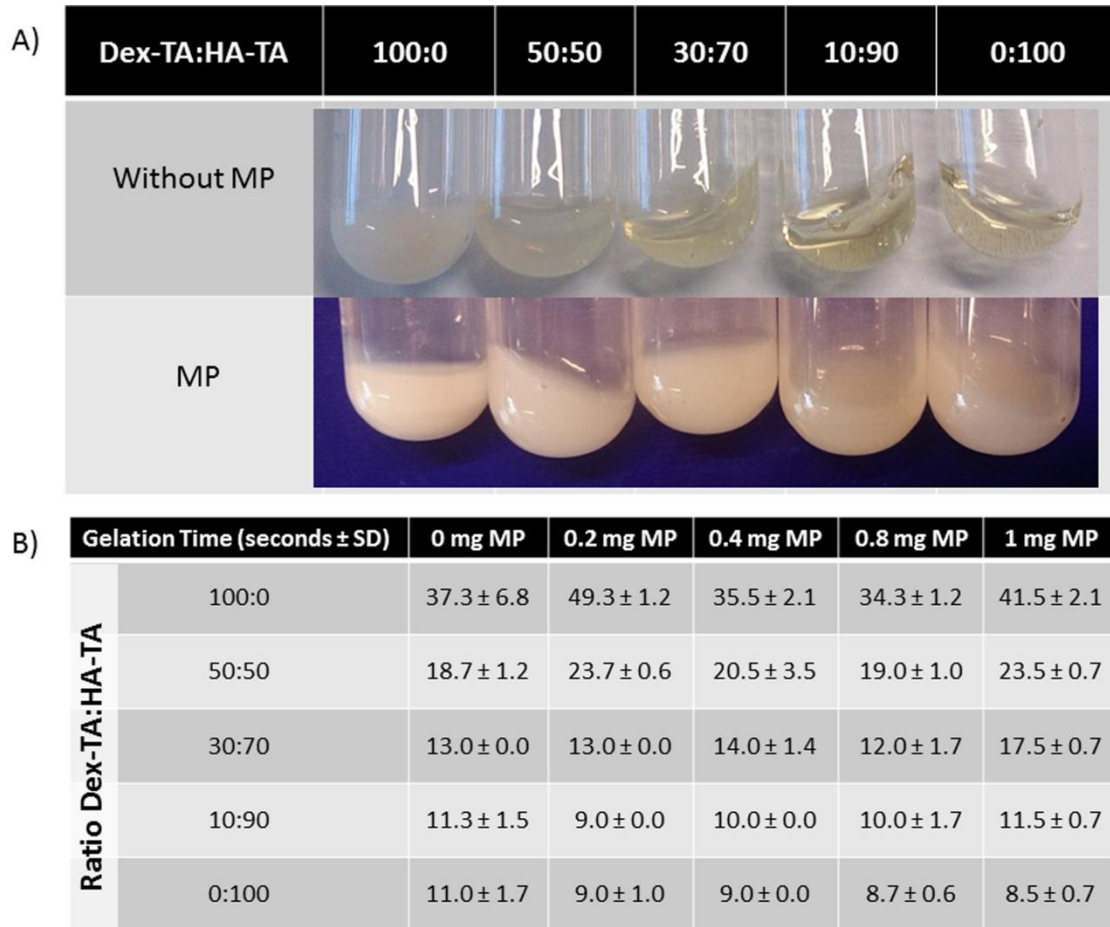 A)
Dex-TA:HA-TA 100:0 50:50 30:70 10:90 0:100
Without MP
MP
B)
Gelation Time (seconds ± SD) 0 mg MP 0.2 mg MP 0.4 mg MP 0.8 mg MP 1 mg MP
Ratio Dex-TA:HA-TA
100:0 37.3 ± 6.8 49.3 ± 1.2 35.5 ± 2.1 34.3 ± 1.2 41.5 ± 2.1
50:50 18.7 ± 1.2 23.7 ± 0.6 20.5 ± 3.5 19.0 ± 1.0 23.5 ± 0.7
30:70 13.0 ± 0.0 13.0 ± 0.0 14.0 ± 1.4 12.0 ± 1.7 17.5 ± 0.7
10:90 11.3 ± 1.5 9.0 ± 0.0 10.0 ± 0.0 10.0 ± 1.7 11.5 ± 0.7
0:100 11.0 ± 1.7 9.0 ± 1.0 9.0 ± 0.0 8.7 ± 0.6 8.5 ± 0.7